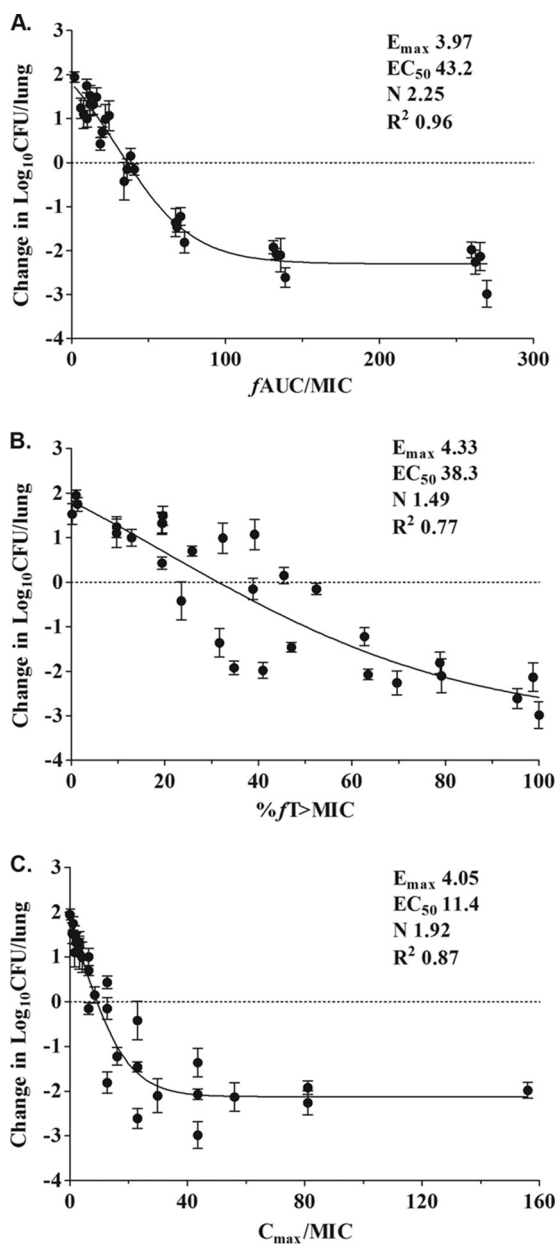 A.
Change in Log10CFU/lung
3
2
1
0
-1
-2
-3
-4
Emax 3.97
EC50 43.2
N 2.25
R2 0.96
0 100 200 300
fAUC/MIC
B.
Change in Log10CFU/lung
3
2
1
0
-1
-2
-3
-4
Emax 4.33
EC50 38.3
N 1.49
R2 0.77
0 20 40 60 80 100
%fT>MIC
C.
Change in Log10CFU/lung
3
2
1
0
-1
-2
-3
-4
Emax 4.05
EC50 11.4
N 1.92
R2 0.87
0 40 80 120 160
Cmax/MIC